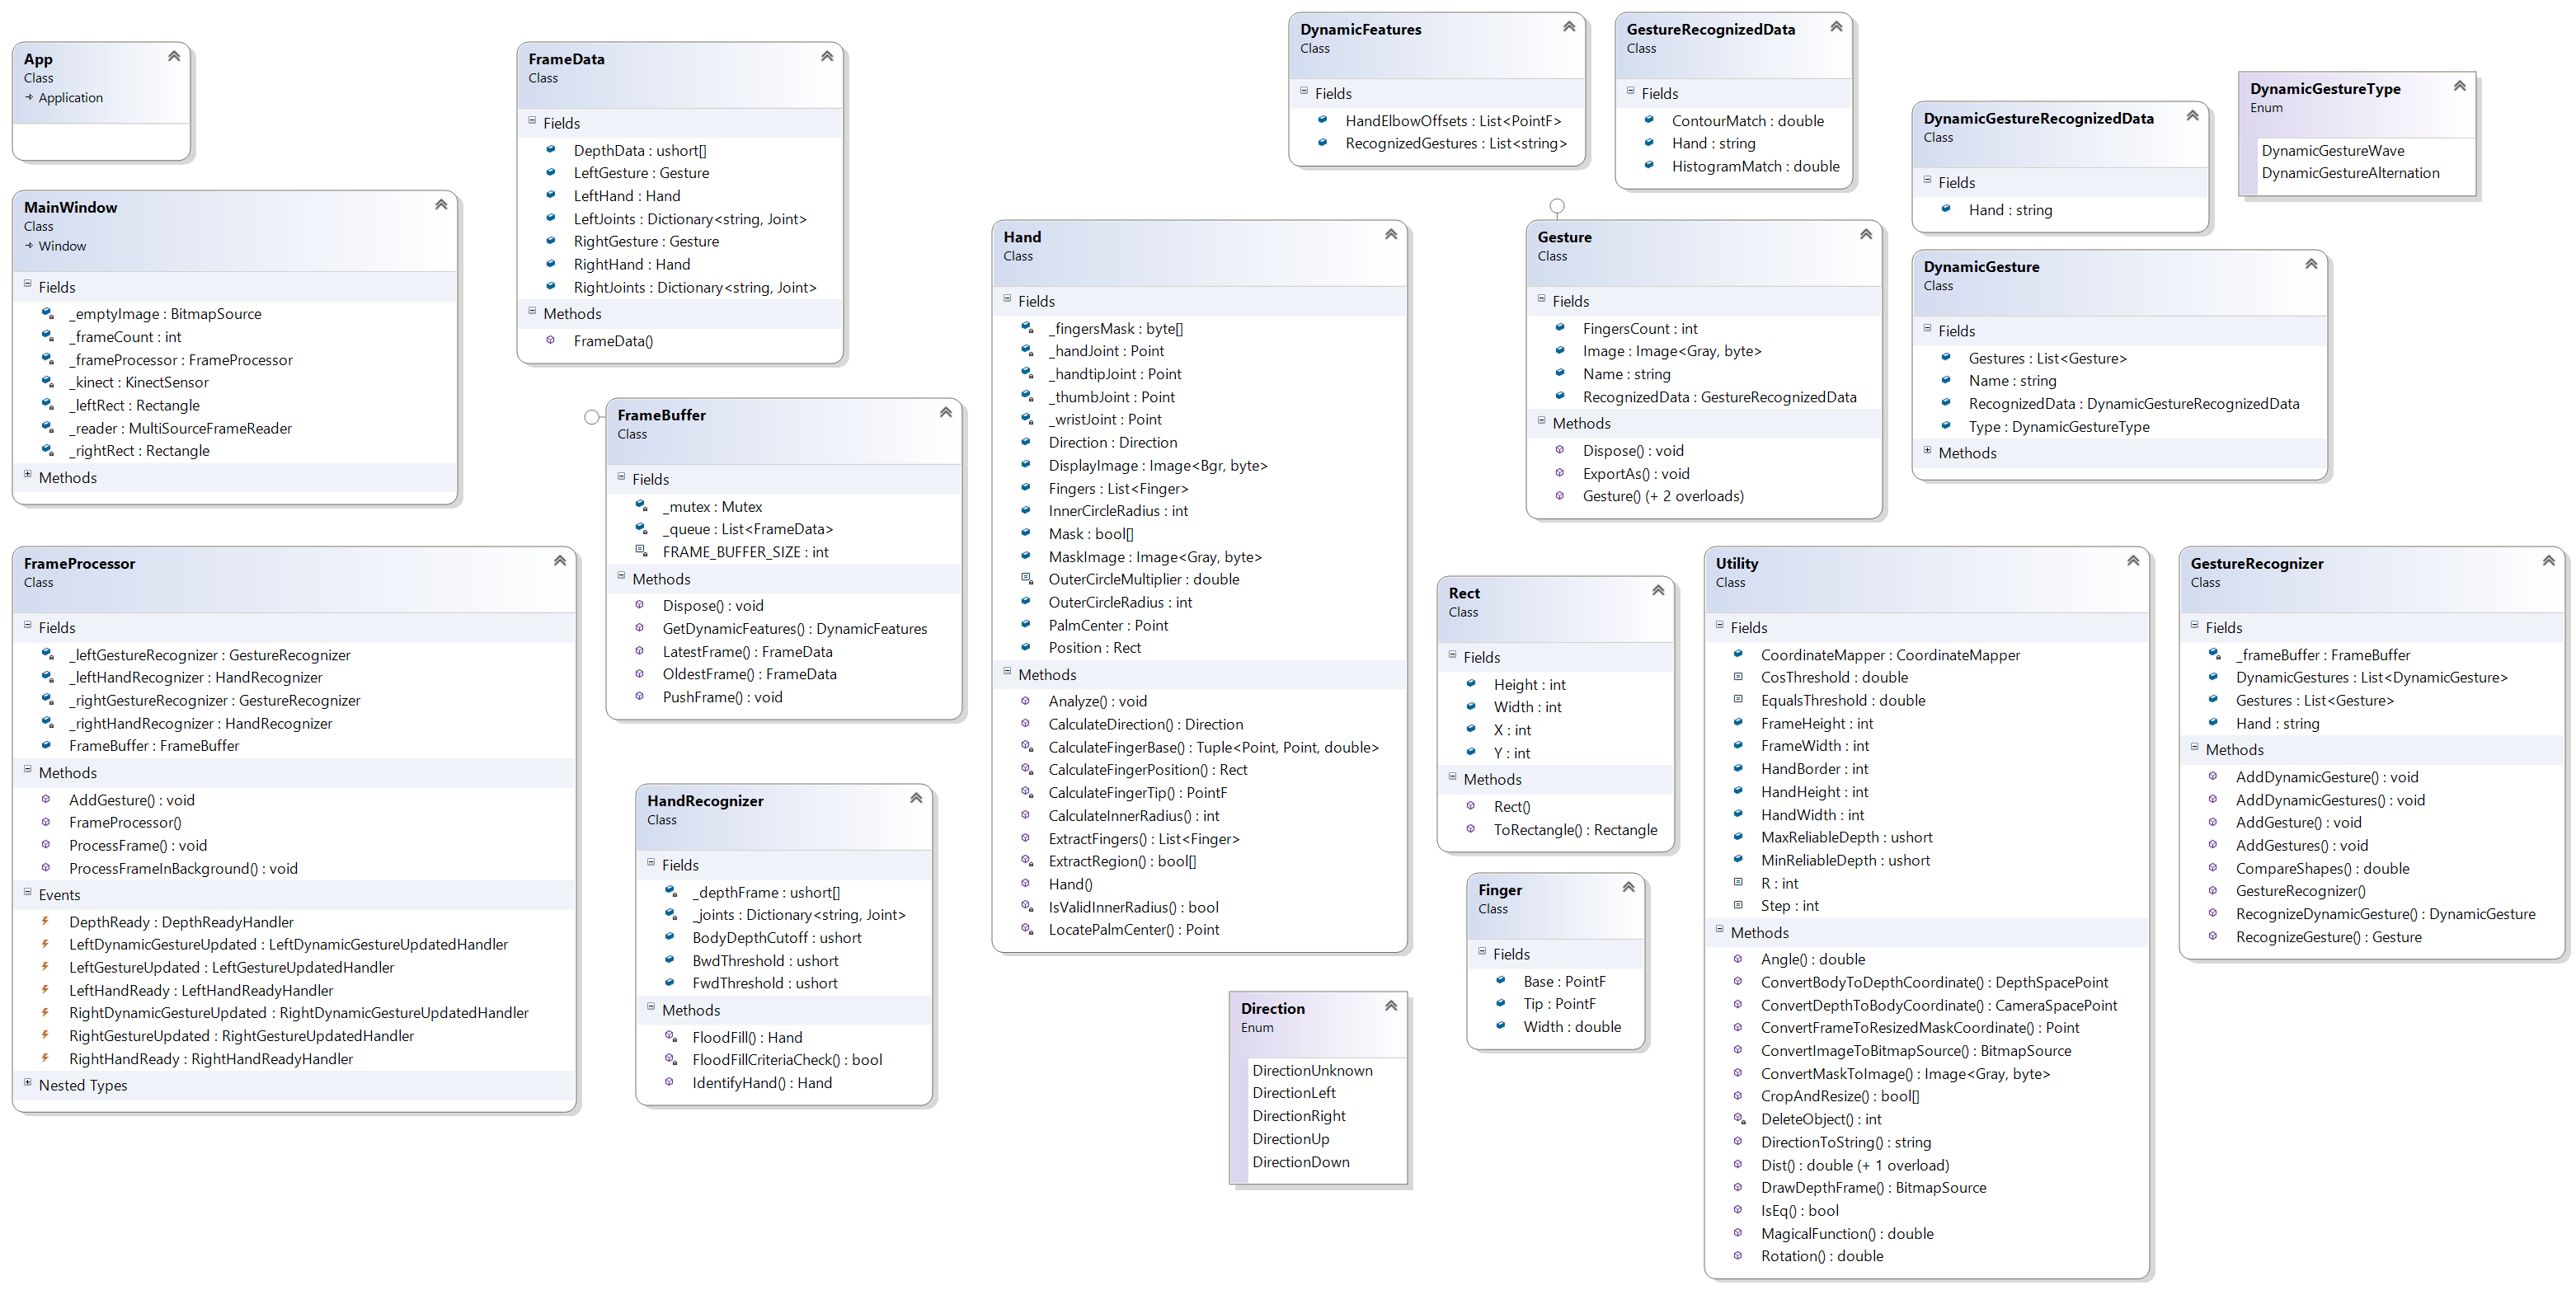 App
Class
Application
MainWindow
Class
Window
Fields
_emptyImage : BitmapSource
_frameCount : int
_frameProcessor : FrameProcessor
_kinect : KinectSensor
_leftRect : Rectangle
_reader : MultiSourceFrameReader
_rightRect : Rectangle
Methods
FrameProcessor
Class
Fields
_leftGestureRecognizer : GestureRecognizer
_leftHandRecognizer : HandRecognizer
_rightGestureRecognizer : GestureRecognizer
_rightHandRecognizer : HandRecognizer
FrameBuffer : FrameBuffer
Methods
AddGesture() : void
FrameProcessor()
ProcessFrame() : void
ProcessFrameInBackground() : void
Events
DepthReady : DepthReadyHandler
LeftDynamicGestureUpdated : LeftDynamicGestureUpdatedHandler
LeftGestureUpdated : LeftGestureUpdatedHandler
LeftHandReady : LeftHandReadyHandler
RightDynamicGestureUpdated : RightDynamicGestureUpdatedHandler
RightGestureUpdated : RightGestureUpdatedHandler
RightHandReady : RightHandReadyHandler
Nested Types
FrameData
Class
Fields
DepthData : ushort[]
LeftGesture : Gesture
LeftHand : Hand
LeftJoints : Dictionary<string, Joint>
RightGesture : Gesture
RightHand : Hand
RightJoints : Dictionary<string, Joint>
Methods
FrameData()
FrameBuffer
Class
Fields
_mutex : Mutex
_queue : List<FrameData>
FRAME_BUFFER_SIZE : int
Methods
Dispose() : void
GetDynamicFeatures() : DynamicFeatures
LatestFrame() : FrameData
OldestFrame() : FrameData
PushFrame() : void
HandRecognizer
Class
Fields
_depthFrame : ushort[]
_joints : Dictionary<string, Joint>
BodyDepthCutoff : ushort
BwdThreshold : ushort
FwdThreshold : ushort
Methods
FloodFill() : Hand
FloodFillCriteriaCheck() : bool
IdentifyHand() : Hand
Hand
Class
Fields
_fingersMask : byte[]
_handJoint : Point
_handtipJoint : Point
_thumbJoint : Point
_wristJoint : Point
Direction : Direction
DisplayImage : Image<Bgr, byte>
Fingers : List<Finger>
InnerCircleRadius : int
Mask : bool[]
MaskImage : Image<Gray, byte>
OuterCircleMultiplier : double
OuterCircleRadius : int
PalmCenter : Point
Position : Rect
Methods
Analyze() : void
CalculateDirection() : Direction
CalculateFingerBase() : Tuple<Point, Point, double>
CalculateFingerPosition() : Rect
CalculateFingerTip() : PointF
CalculateInnerRadius() : int
ExtractFingers() : List<Finger>
ExtractRegion() : bool[]
Hand()
IsValidInnerRadius() : bool
LocatePalmCenter() : Point
Direction
Enum
DirectionUnknown
DirectionLeft
DirectionRight
DirectionUp
DirectionDown
DynamicFeatures
Class
Fields
HandElbowOffsets : List<PointF>
RecognizedGestures : List<string>
GestureRecognizedData
Class
Fields
ContourMatch : double
Hand : string
HistogramMatch : double
Gesture
Class
Fields
FingersCount : int
Image : Image<Gray, byte>
Name : string
RecognizedData : GestureRecognizedData
Methods
Dispose() : void
ExportAs() : void
Gesture() (+ 2 overloads)
Rect
Class
Fields
Height : int
Width : int
X : int
Y : int
Methods
Rect()
ToRectangle() : Rectangle
Finger
Class
Fields
Base : PointF
Tip : PointF
Width : double
DynamicGestureRecognizedData
Class
Fields
Hand : string
DynamicGestureType
Enum
DynamicGestureWave
DynamicGestureAlternation
DynamicGesture
Class
Fields
Gestures : List<Gesture>
Name : string
RecognizedData : DynamicGestureRecognizedData
Type : DynamicGestureType
Methods
Utility
Class
Fields
CoordinateMapper : CoordinateMapper
CosThreshold : double
EqualsThreshold : double
FrameHeight : int
FrameWidth : int
HandBorder : int
HandHeight : int
HandWidth : int
MaxReliableDepth : ushort
MinReliableDepth : ushort
R : int
Step : int
Methods
Angle() : double
ConvertBodyToDepthCoordinate() : DepthSpacePoint
ConvertDepthToBodyCoordinate() : CameraSpacePoint
ConvertFrameToResizedMaskCoordinate() : Point
ConvertImageToBitmapSource() : BitmapSource
ConvertMaskToImage() : Image<Gray, byte>
CropAndResize() : bool[]
DeleteObject() : int
DirectionToString() : string
Dist() : double (+ 1 overload)
DrawDepthFrame() : BitmapSource
IsEq() : bool
MagicalFunction() : double
Rotation() : double
GestureRecognizer
Class
Fields
_frameBuffer : FrameBuffer
DynamicGestures : List<DynamicGesture>
Gestures : List<Gesture>
Hand : string
Methods
AddDynamicGesture() : void
AddDynamicGestures() : void
AddGesture() : void
AddGestures() : void
CompareShapes() : double
GestureRecognizer()
RecognizeDynamicGesture() : DynamicGesture
RecognizeGesture() : Gesture